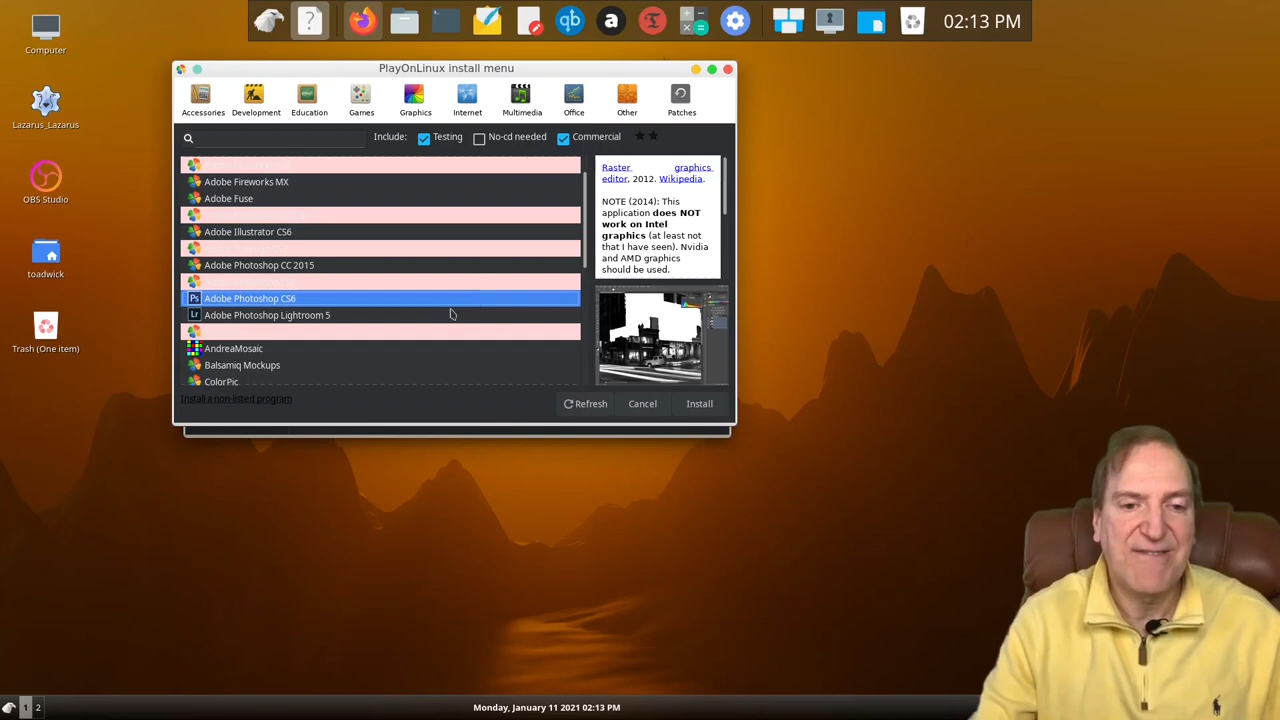 02:13 PM
Computer
Lazarus_Lazarus
OBS Studio
toadwick
Trash (One item)
PlayOnLinux install menu
Accessories Development Education Games Graphics Internet Multimedia Office Other Patches
Include: Testing No-cd needed Commercial
Adobe Fireworks MX
Adobe Fuse
Adobe Illustrator CS6
Adobe Photoshop CC 2015
Ps Adobe Photoshop CS6
Lr Adobe Photoshop Lightroom 5
AndreaMosaic
Balsamiq Mockups
ColorPic
Raster graphics
editor, 2012. Wikipedia.
NOTE (2014): This
application does NOT
work on Intel
graphics (at least not
that I have seen). Nvidia
and AMD graphics
should be used.
Install a non-listed program
Refresh Cancel Install
1 2
Monday, January 11 2021 02:13 PM